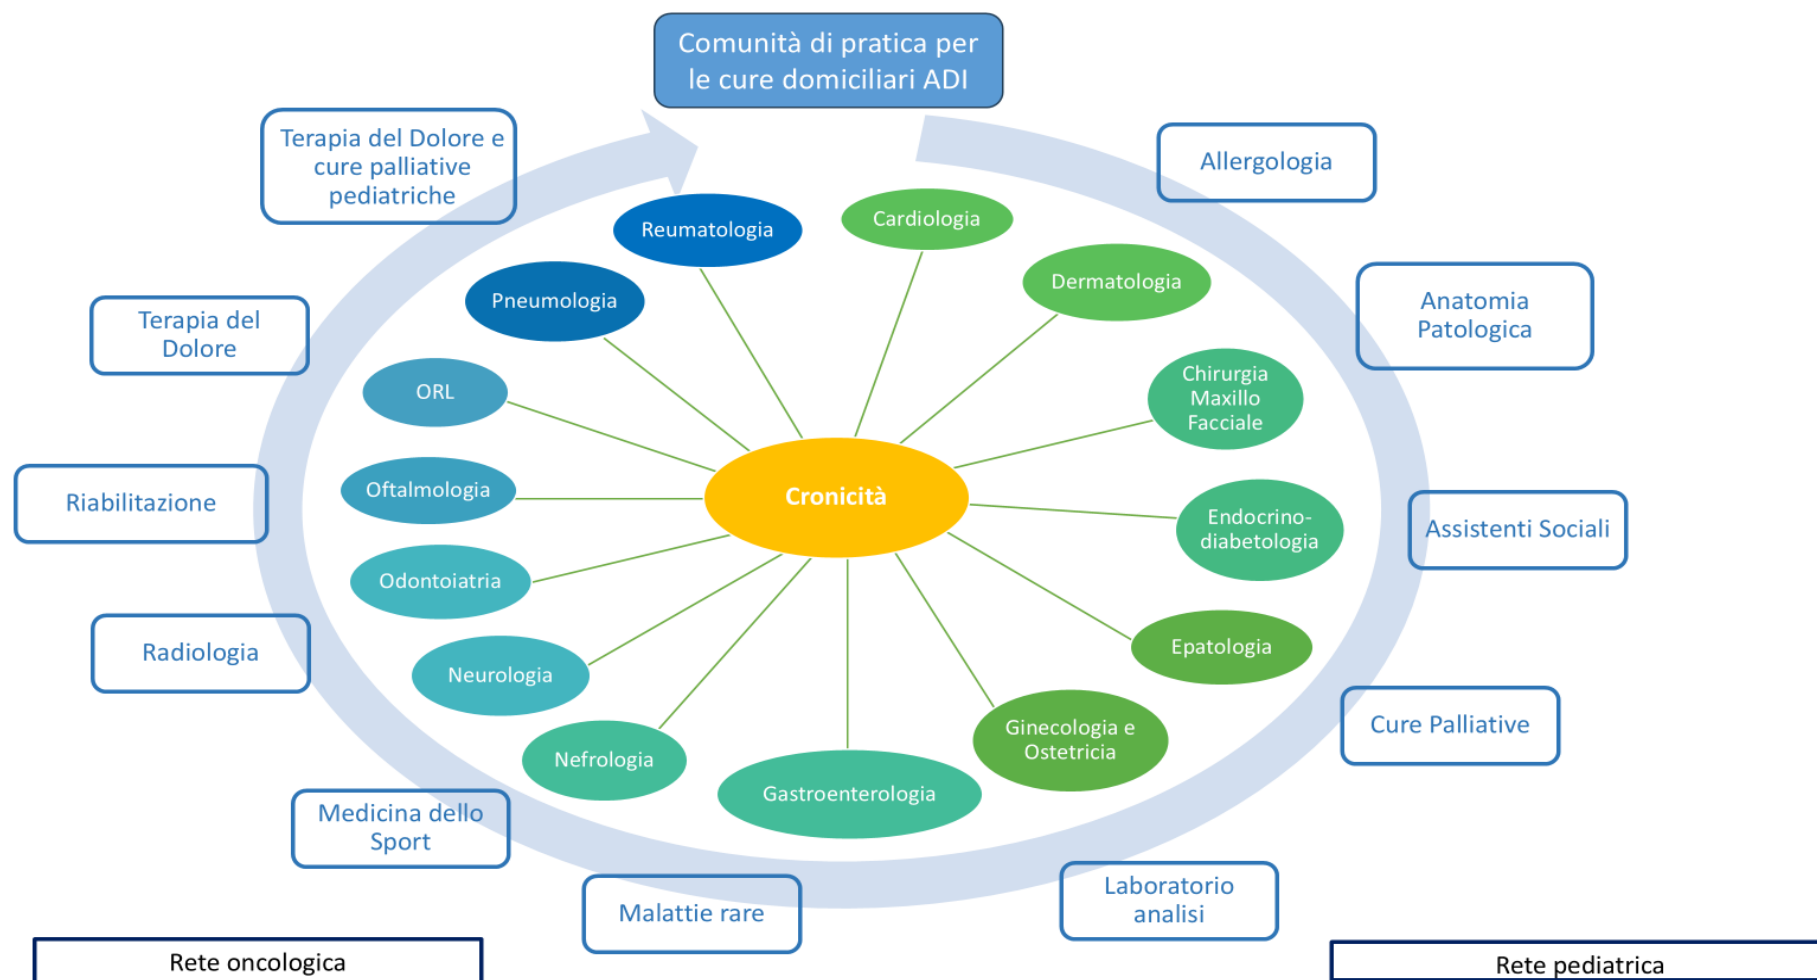 Comunità di pratica per
le cure domiciliari ADI
Terapia del Dolore e
cure palliative
pediatriche
Allergologia
Reumatologia
Cardiologia
Pneumologia
Dermatologia
Anatomia
Patologica
Terapia del
Dolore
ORL
Chirurgia
Maxillo
Facciale
Riabilitazione
Oftalmologia
Cronicità
Endocrino-
diabetologia
Assistenti Sociali
Odontoiatria
Radiologia
Neurologia
Epatologia
Cure Palliative
Nefrologia
Gastroenterologia
Ginecologia e
Ostetricia
Medicina dello
Sport
Malattie rare
Laboratorio
analisi
Rete oncologica
Rete pediatrica